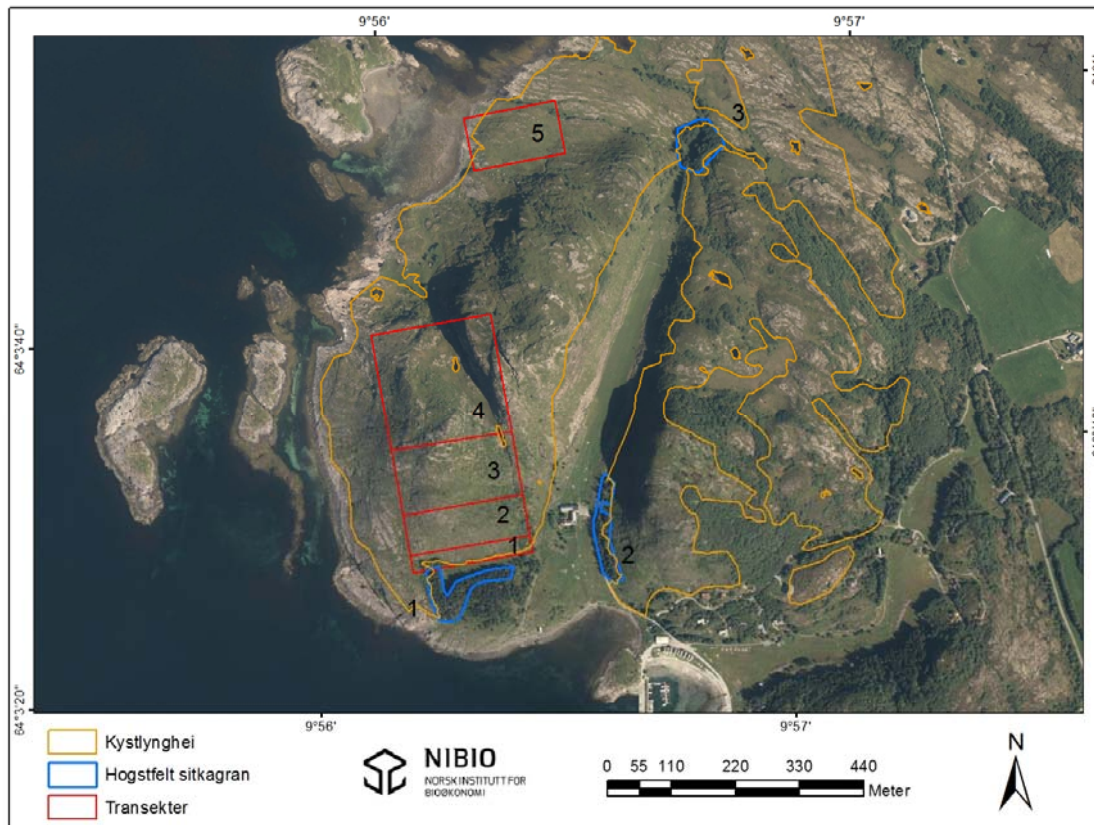 9°56' 9°57'
3
5
64°3'40"
4
3
2
1
2
1
64°3'20"
9°56' 9°57'
Kystlynghei
Hogstfelt sitkagran
Transekter
NIBIO
NORSK INSTITUTT FOR
BIOØKONOMI
0 55 110 220 330 440
Meter
N